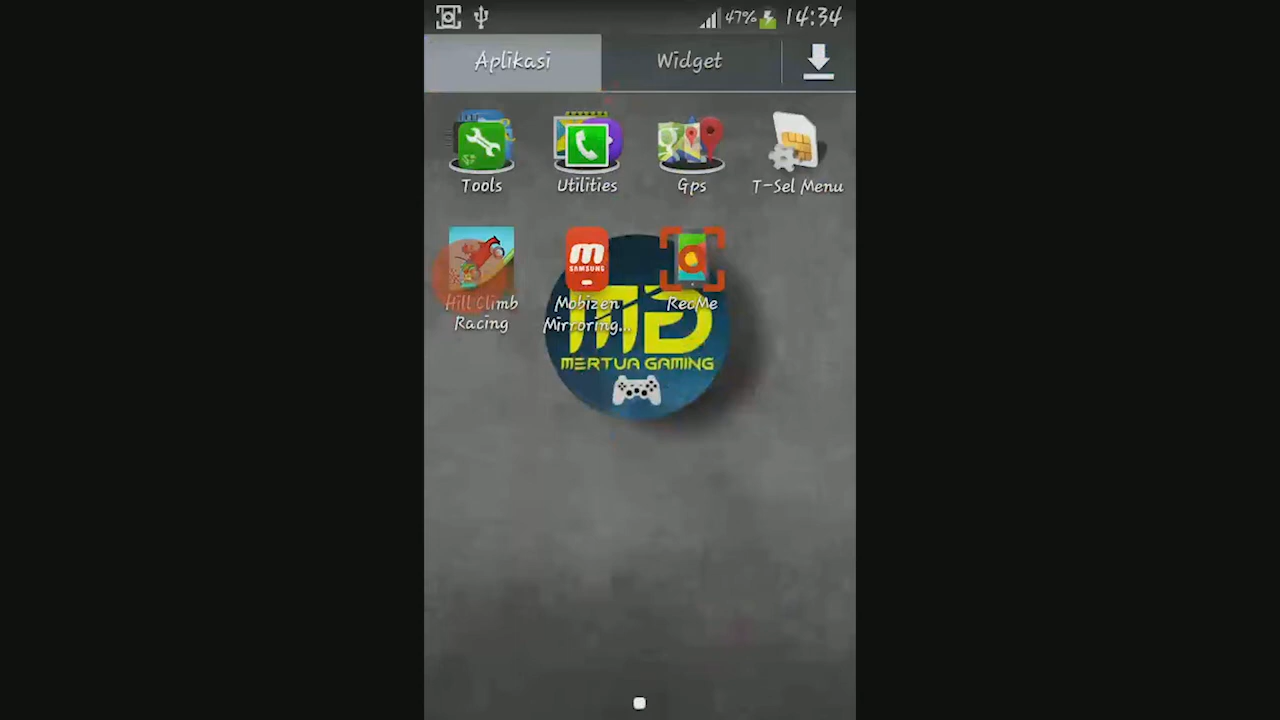 47% 14:34
Aplikasi Widget
Tools Utilities Gps T-Sel Menu
m
SAMSUNG
Hill Climb
Racing
Mobizen
Mirroring...
RecMe
MG
MERTUA GAMING